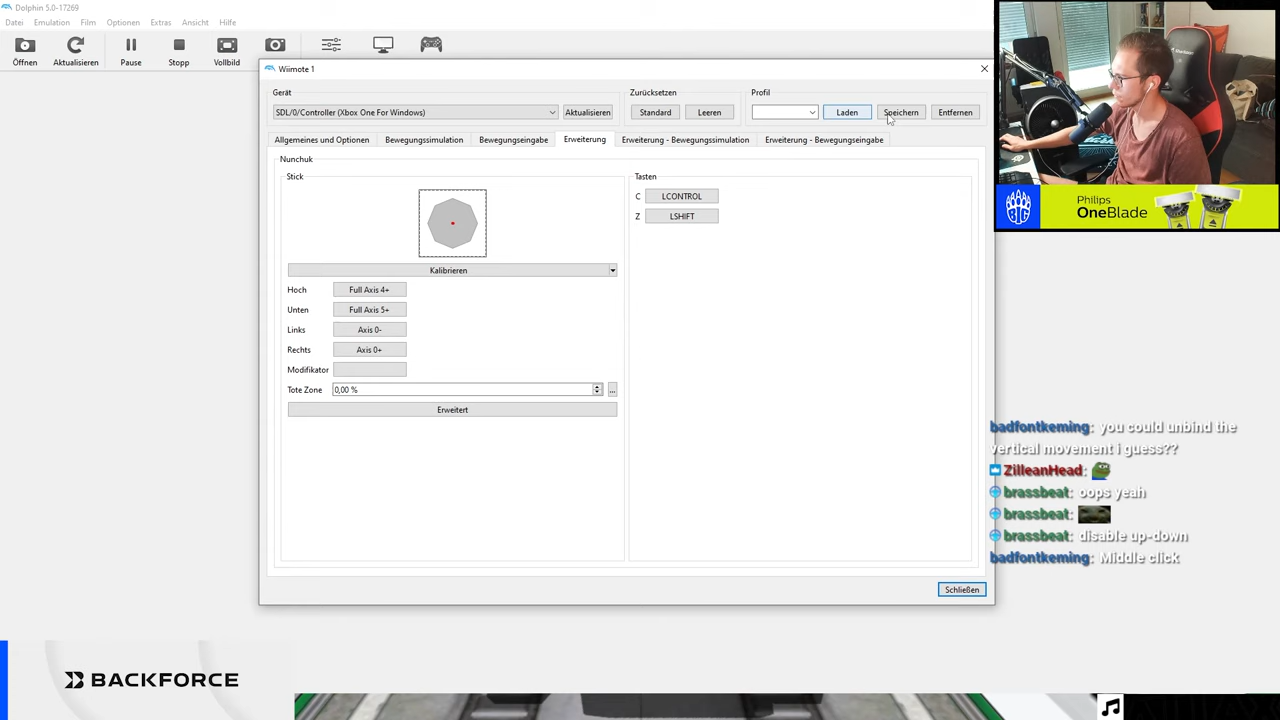 Dolphin 5.0-17269
Datei Emulation Film Optionen Extras Ansicht Hilfe
Öffnen Aktualisieren Pause Stopp Vollbild
Wiimote 1
Gerät Zurücksetzen Profil
SDL/0/Controller (Xbox One For Windows) Aktualisieren Standard Leeren Laden Speichern Entfernen
Allgemeines und Optionen Bewegungssimulation Bewegungseingabe Erweiterung Erweiterung - Bewegungssimulation Erweiterung - Bewegungseingabe
Nunchuk
Stick Tasten
C LCONTROL
Z LSHIFT
Kalibrieren
Hoch Full Axis 4+
Unten Full Axis 5+
Links Axis 0-
Rechts Axis 0+
Modifikator
Tote Zone 0,00 % ...
Erweitert
Schließen
Philips
OneBlade
badfontkeming: you could unbind the
vertical movement i guess??
ZilleanHead:
brassbeat: oops yeah
brassbeat:
brassbeat: disable up-down
badfontkeming: Middle click
BACKFORCE